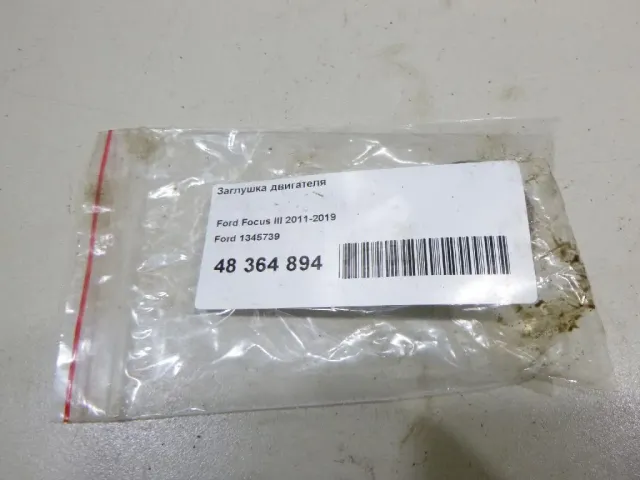 Заглушка двигателя
Ford Focus III 2011-2019
Ford 1345739
48 364 894